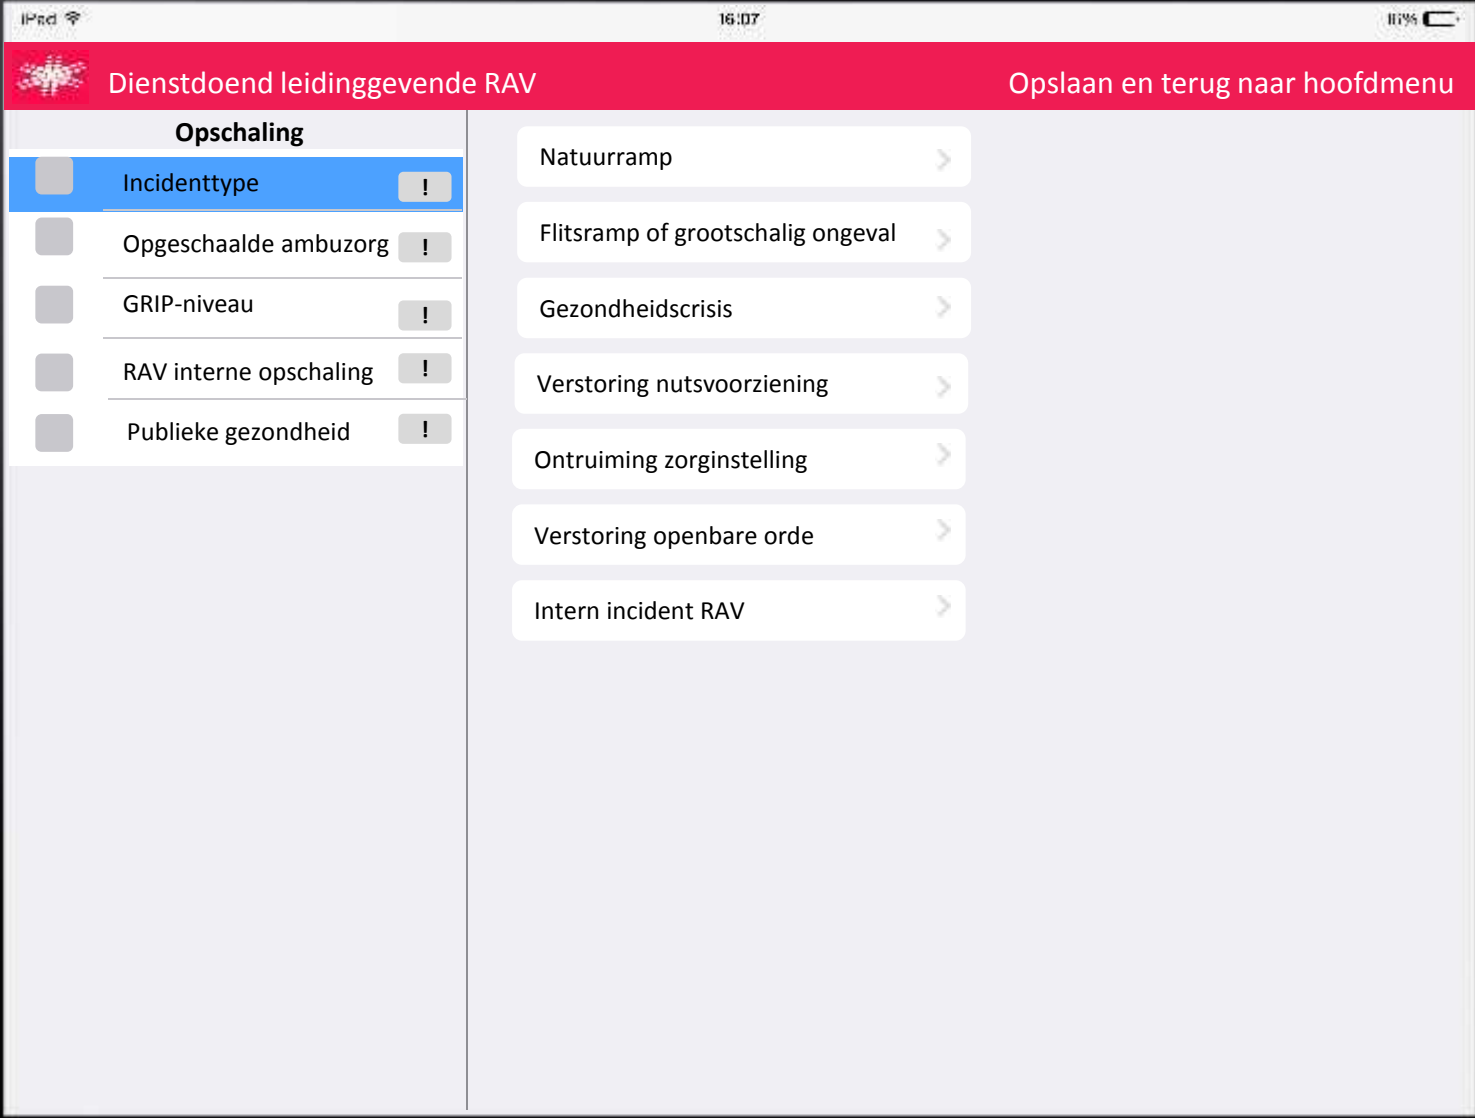 iPad
16:07
Dienstdoend leidinggevende RAV
Opslaan en terug naar hoofdmenu
Opschaling
Incidenttype !
Opgeschaalde ambuzorg !
GRIP-niveau !
RAV interne opschaling !
Publieke gezondheid !
Natuurramp
Flitsramp of grootschalig ongeval
Gezondheidscrisis
Verstoring nutsvoorziening
Ontruiming zorginstelling
Verstoring openbare orde
Intern incident RAV